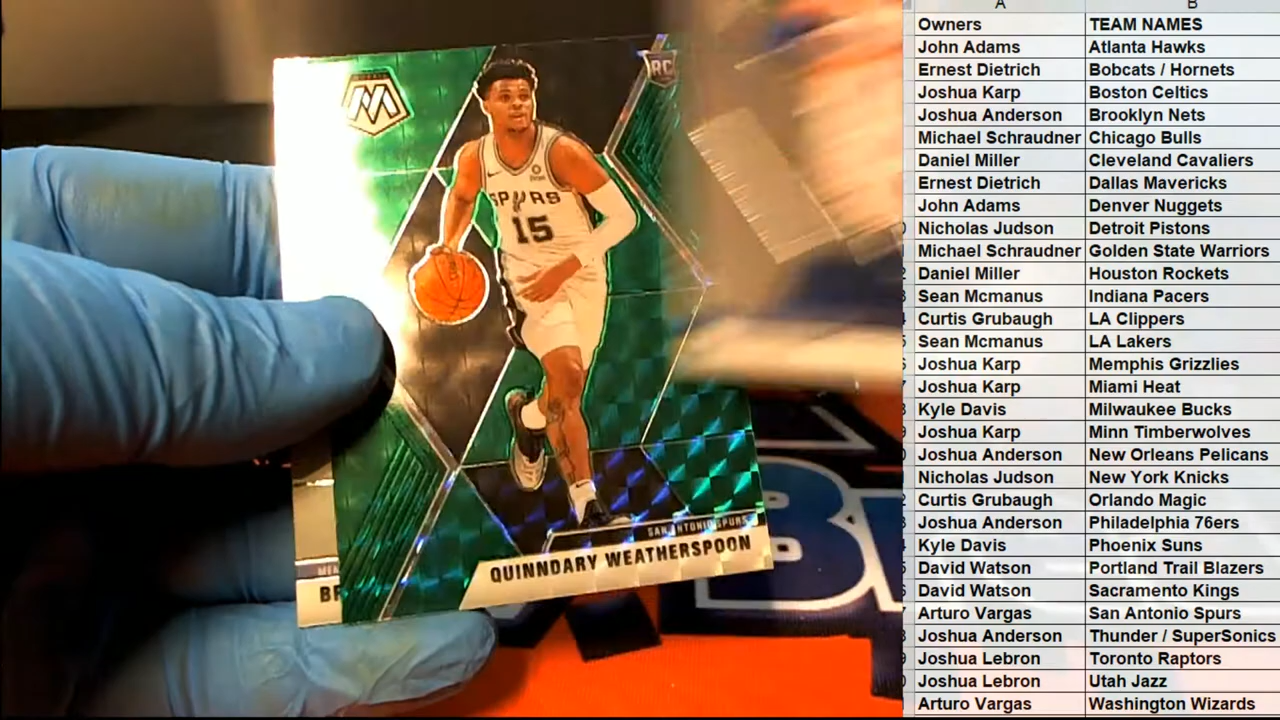 RC
SPURS
15
SAN ANTONIO SPURS
QUINNDARY WEATHERSPOON
BR
A B
Owners TEAM NAMES
John Adams Atlanta Hawks
Ernest Dietrich Bobcats / Hornets
Joshua Karp Boston Celtics
Joshua Anderson Brooklyn Nets
Michael Schraudner Chicago Bulls
Daniel Miller Cleveland Cavaliers
Ernest Dietrich Dallas Mavericks
John Adams Denver Nuggets
Nicholas Judson Detroit Pistons
Michael Schraudner Golden State Warriors
Daniel Miller Houston Rockets
Sean Mcmanus Indiana Pacers
Curtis Grubaugh LA Clippers
Sean Mcmanus LA Lakers
Joshua Karp Memphis Grizzlies
Joshua Karp Miami Heat
Kyle Davis Milwaukee Bucks
Joshua Karp Minn Timberwolves
Joshua Anderson New Orleans Pelicans
Nicholas Judson New York Knicks
Curtis Grubaugh Orlando Magic
Joshua Anderson Philadelphia 76ers
Kyle Davis Phoenix Suns
David Watson Portland Trail Blazers
David Watson Sacramento Kings
Arturo Vargas San Antonio Spurs
Joshua Anderson Thunder / SuperSonics
Joshua Lebron Toronto Raptors
Joshua Lebron Utah Jazz
Arturo Vargas Washington Wizards